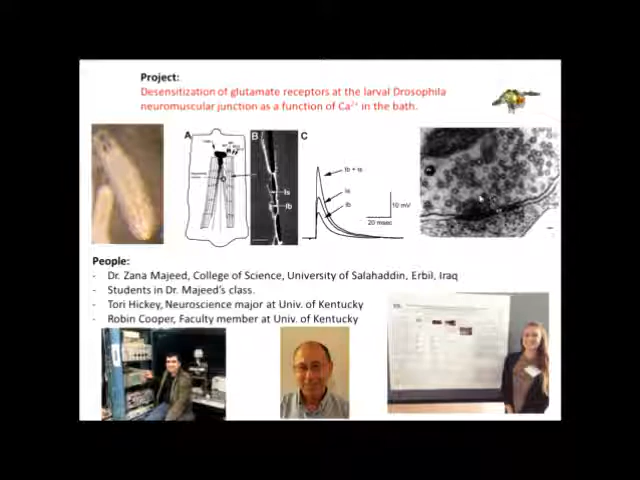 Project:
Desensitization of glutamate receptors at the larval Drosophila
neuromuscular junction as a function of Ca2+ in the bath.
A
B
C
Is
Ib
Ib + Is
Is
Ib
10 mV
20 msec
People:
- Dr. Zana Majeed, College of Science, University of Salahaddin, Erbil, Iraq
- Students in Dr. Majeed's class.
- Tori Hickey, Neuroscience major at Univ. of Kentucky
- Robin Cooper, Faculty member at Univ. of Kentucky